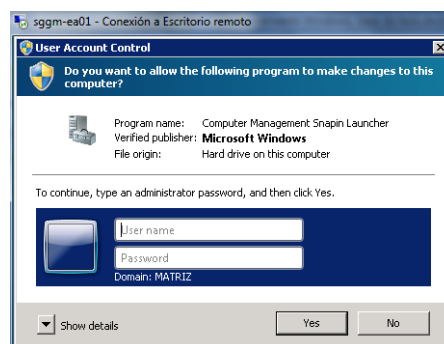 sggm-ea01 - Conexión a Escritorio remoto
User Account Control
Do you want to allow the following program to make changes to this
computer?
Program name: Computer Management Snapin Launcher
Verified publisher: Microsoft Windows
File origin: Hard drive on this computer
To continue, type an administrator password, and then click Yes.
User name
Password
Domain: MATRIZ
Show details
Yes
No